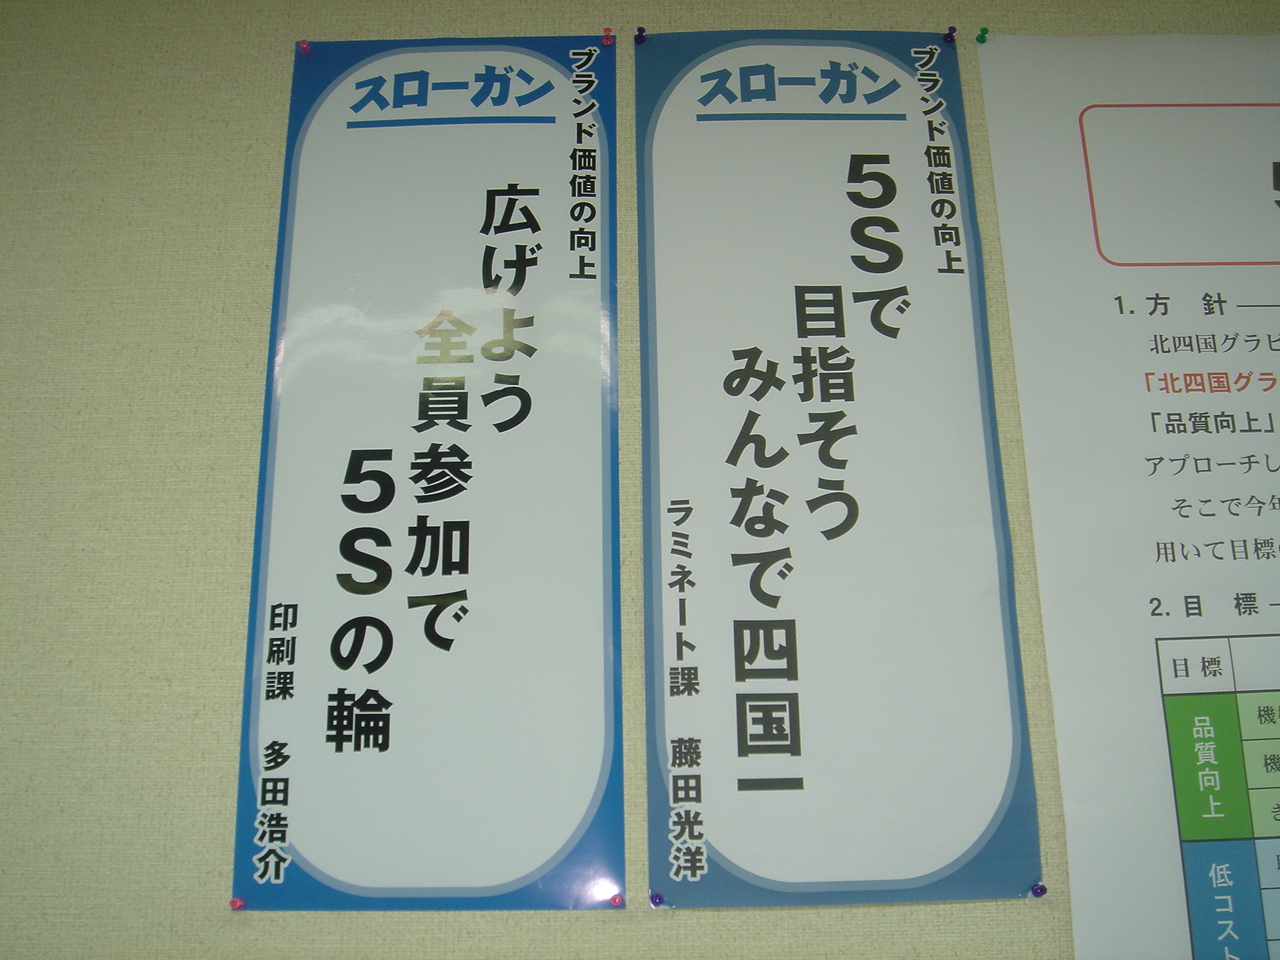 スローガン
ブランド価値の向上
広げよう
全員参加で
5Sの輪
印刷課 多田浩介
スローガン
ブランド価値の向上
5Sで
目指そう
みんなで四国一
ラミネート課 藤田光洋
1. 方 針
北四国グラビ
「北四国グラ
「品質向上」
アプローチし
そこで今年
用いて目標の
2. 目 標
目標
品質向上
機
機
き
低コスト